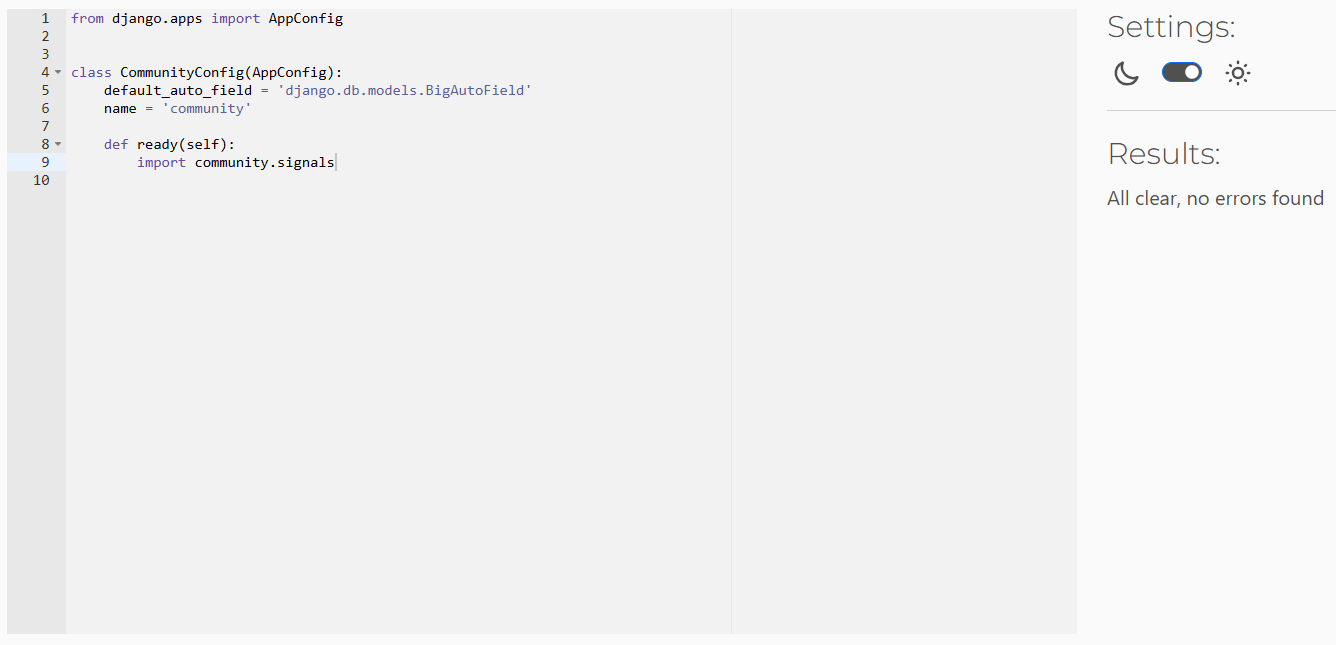 1 from django.apps import AppConfig
2
3
4 class CommunityConfig(AppConfig):
5     default_auto_field = 'django.db.models.BigAutoField'
6     name = 'community'
7
8     def ready(self):
9         import community.signals
10
Settings:
Results:
All clear, no errors found